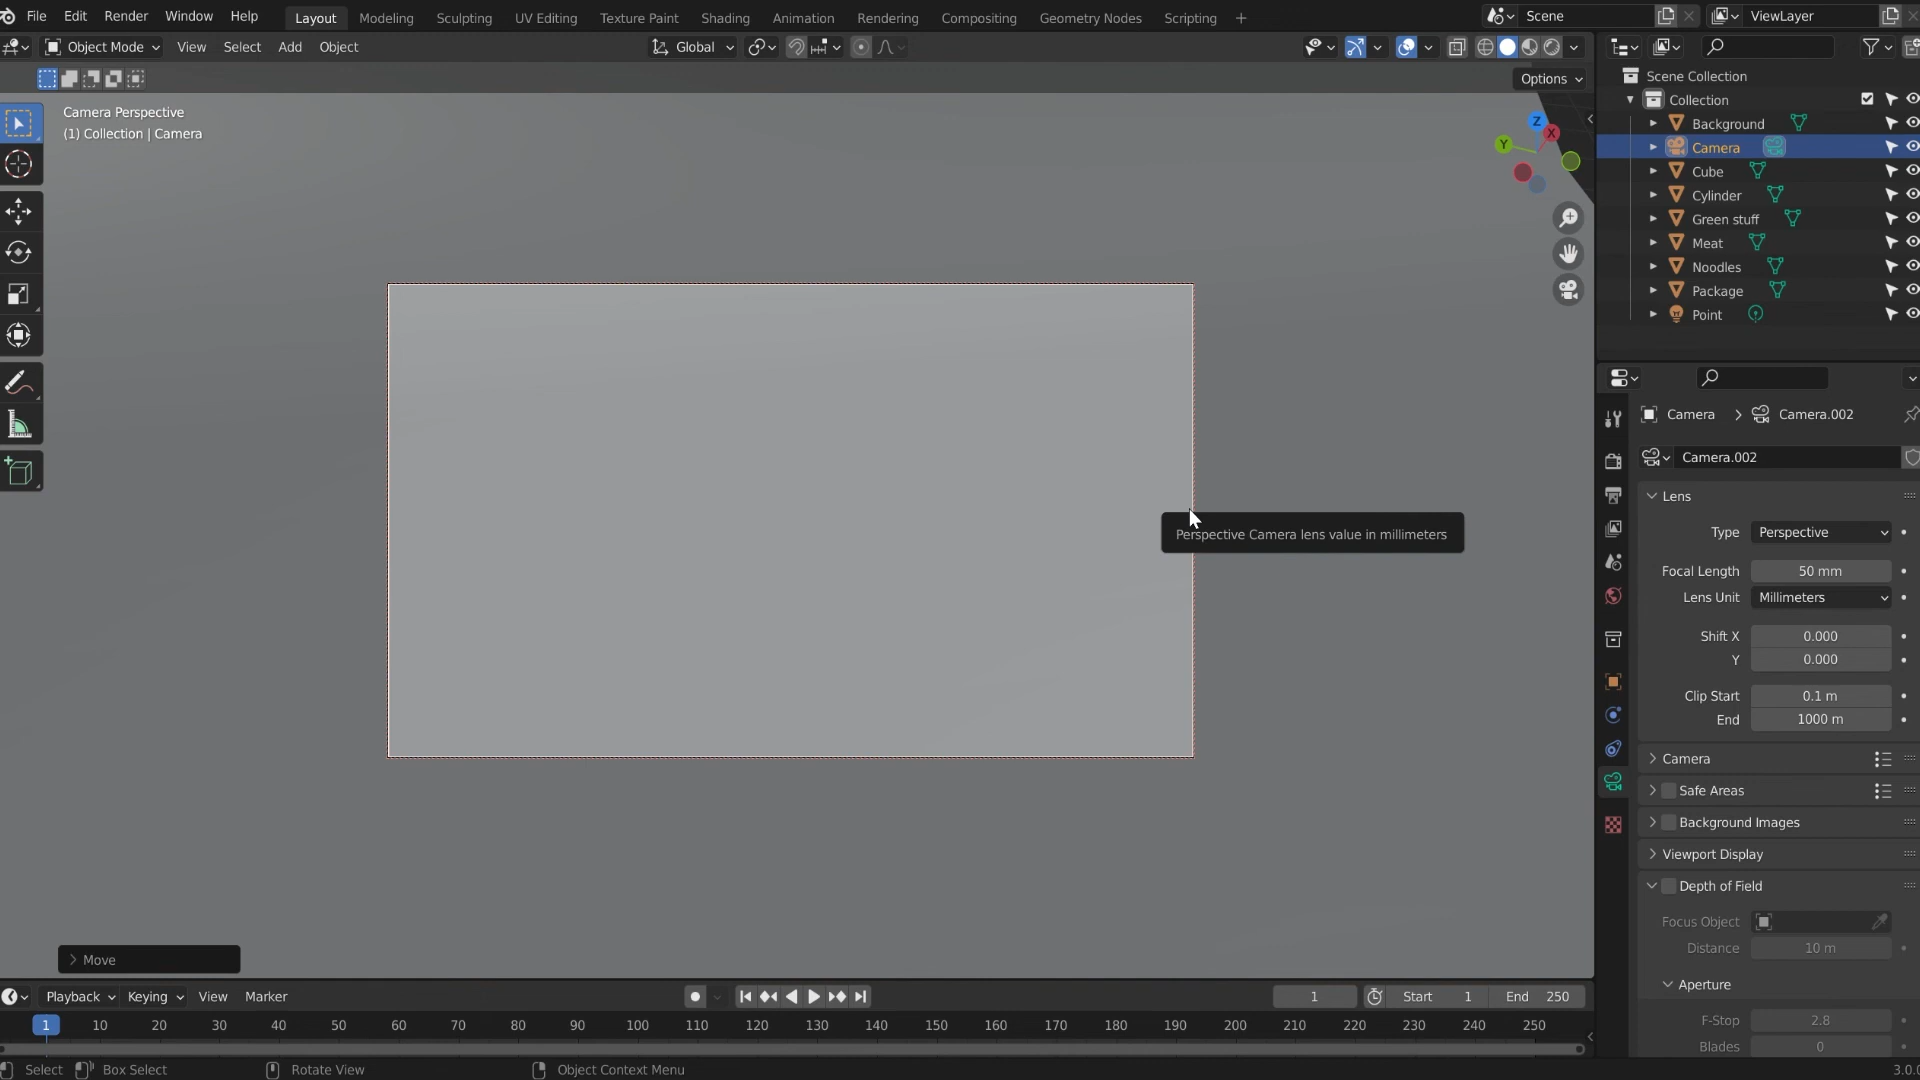 File Edit Render Window Help Layout Modeling Sculpting UV Editing Texture Paint Shading Animation Rendering Compositing Geometry Nodes Scripting + Scene ViewLayer
Object Mode View Select Add Object Global
Options
Camera Perspective
(1) Collection | Camera
Z
X
Y
Scene Collection
Collection
Background
Camera
Cube
Cylinder
Green stuff
Meat
Noodles
Package
Point
Camera > Camera.002
Camera.002
Lens
Type Perspective
Perspective Camera lens value in millimeters
Focal Length 50 mm
Lens Unit Millimeters
Shift X 0.000
Y 0.000
Clip Start 0.1 m
End 1000 m
Camera
Safe Areas
Background Images
Viewport Display
Depth of Field
Focus Object
Distance 10 m
Aperture
F-Stop 2.8
Blades 0
> Move
Playback Keying View Marker 1 Start 1 End 250
1 10 20 30 40 50 60 70 80 90 100 110 120 130 140 150 160 170 180 190 200 210 220 230 240 250
Select Box Select Rotate View Object Context Menu